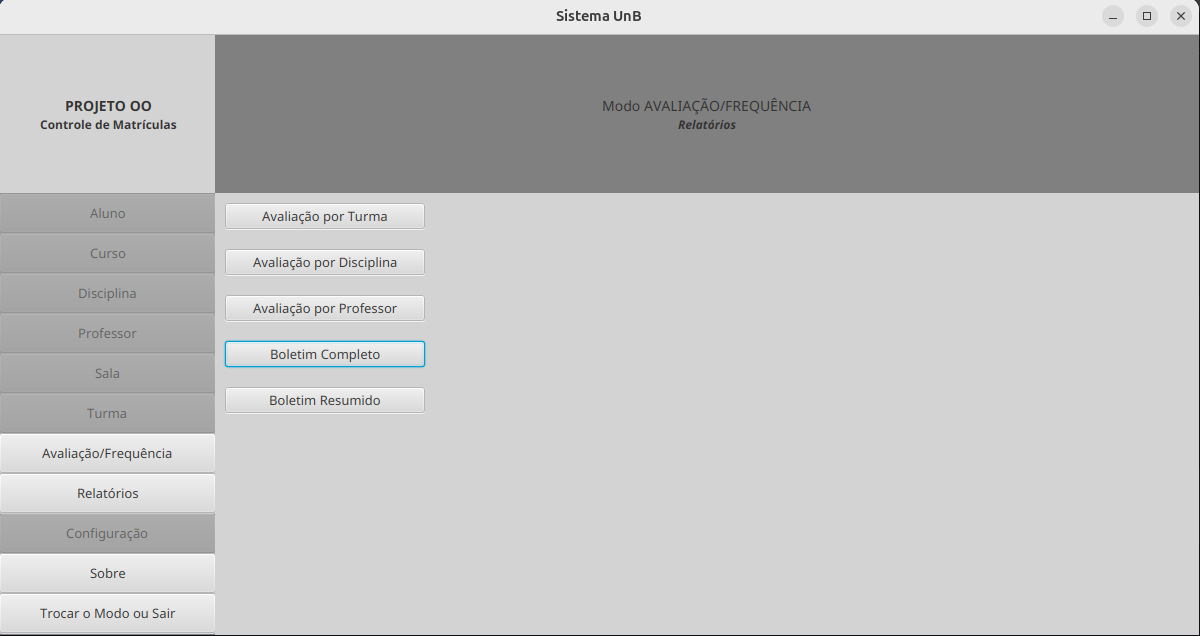 Sistema UnB
PROJETO OO
Controle de Matrículas
Modo AVALIAÇÃO/FREQUÊNCIA
Relatórios
Aluno
Curso
Disciplina
Professor
Sala
Turma
Avaliação/Frequência
Relatórios
Configuração
Sobre
Trocar o Modo ou Sair
Avaliação por Turma
Avaliação por Disciplina
Avaliação por Professor
Boletim Completo
Boletim Resumido